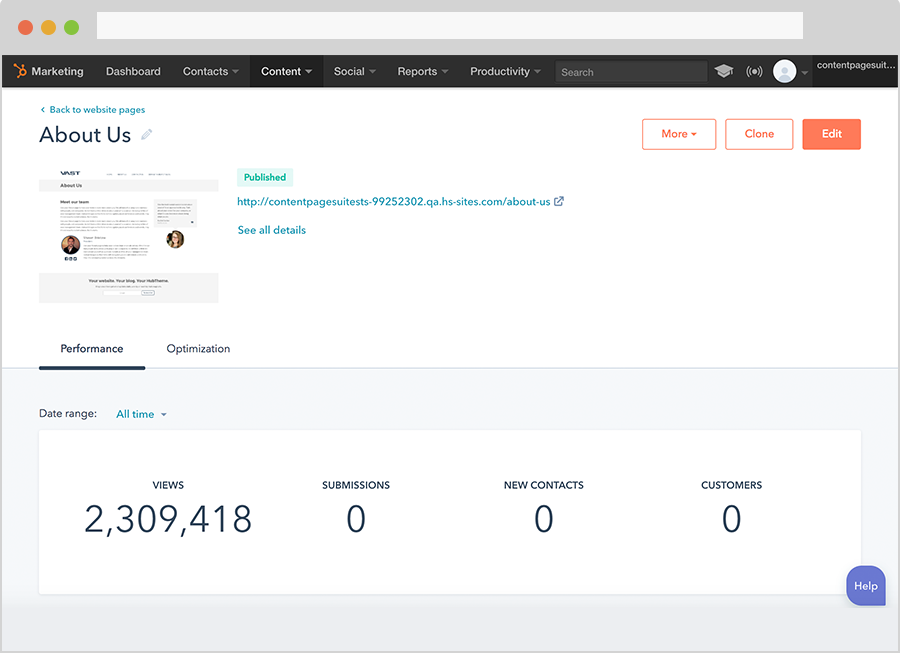 Marketing Dashboard Contacts Content Social Reports Productivity Search contentpagesuit...
Back to website pages
About Us
More Clone Edit
VAST
About Us
Meet our team
Your website. Your blog. Your HubTheme.
Published
http://contentpagesuitests-99252302.qa.hs-sites.com/about-us
See all details
Performance Optimization
Date range: All time
VIEWS SUBMISSIONS NEW CONTACTS CUSTOMERS
2,309,418 0 0 0
Help